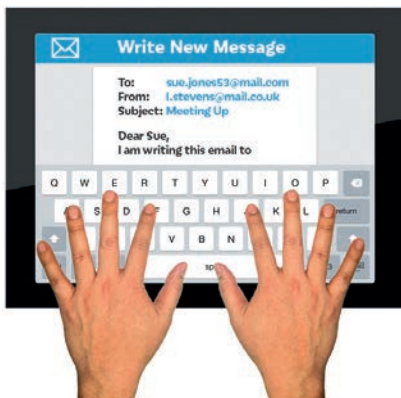 Write New Message
To: sue.jones53@mail.com
From: l.stevens@mail.co.uk
Subject: Meeting Up
Dear Sue,
I am writing this email to
Q W E R T Y U I O P
S D F G H K L return
V B N
sp